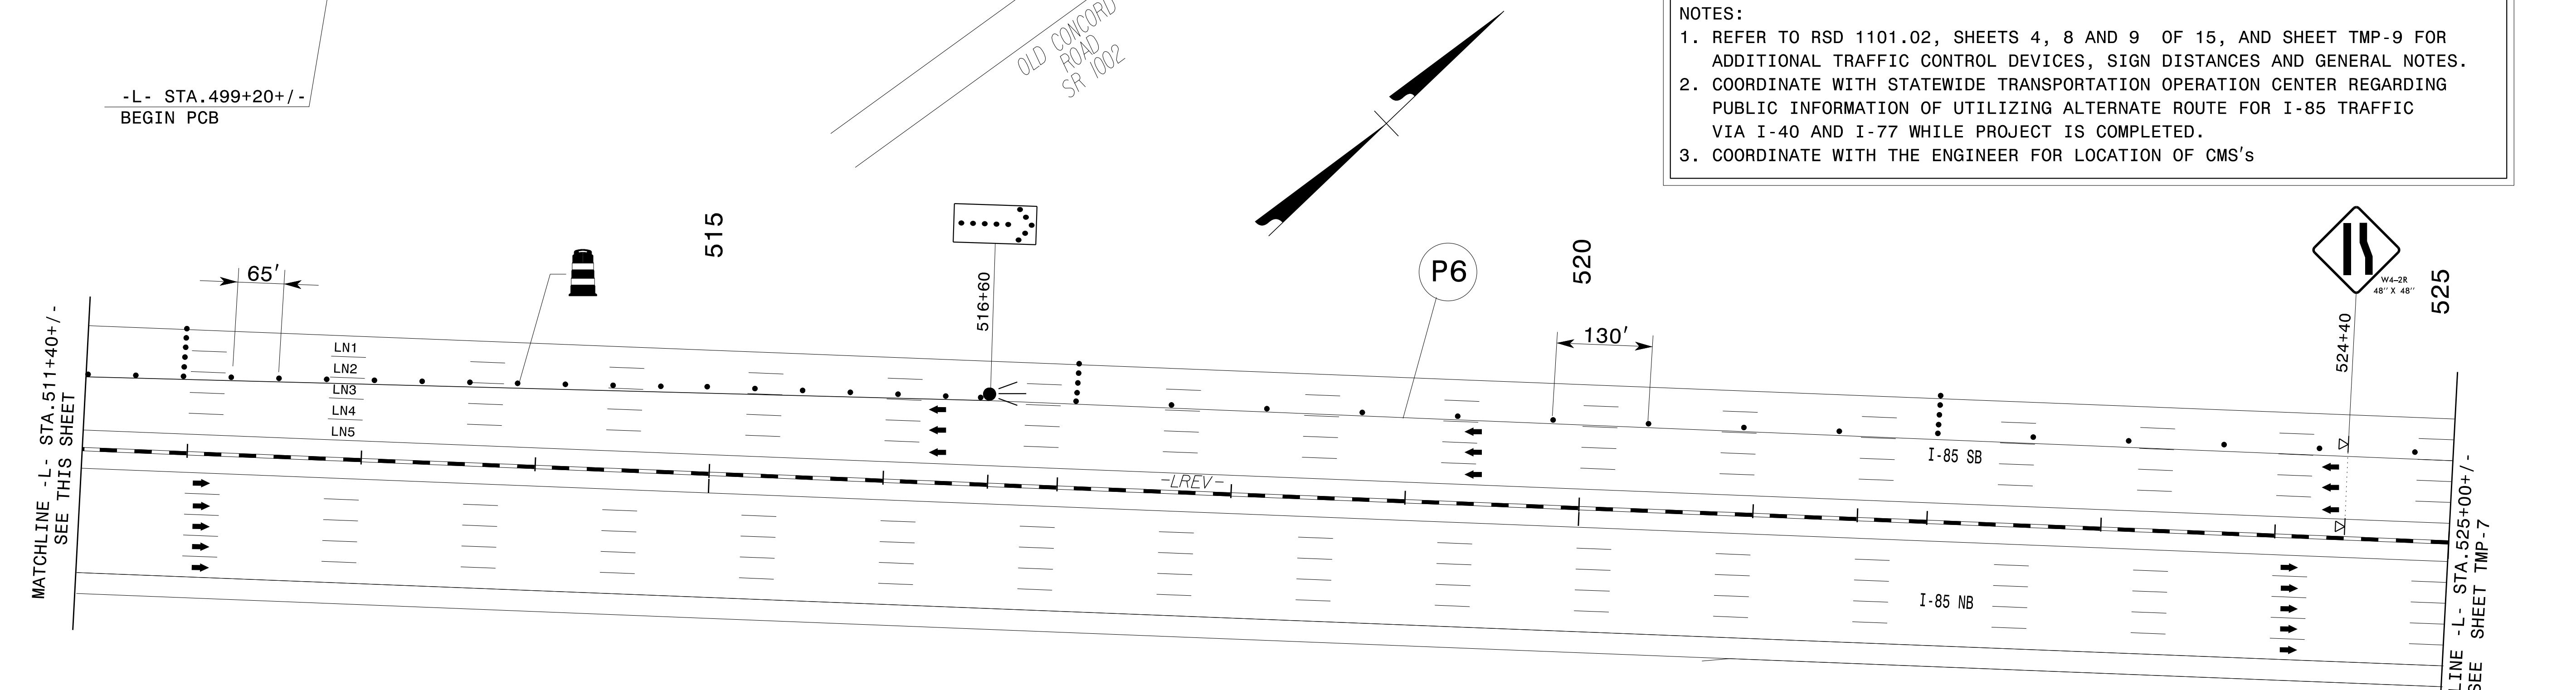 -L- STA.499+20+/-
BEGIN PCB
OLD CONCORD
ROAD
SR 1002
NOTES:
1. REFER TO RSD 1101.02, SHEETS 4, 8 AND 9 OF 15, AND SHEET TMP-9 FOR
ADDITIONAL TRAFFIC CONTROL DEVICES, SIGN DISTANCES AND GENERAL NOTES.
2. COORDINATE WITH STATEWIDE TRANSPORTATION OPERATION CENTER REGARDING
PUBLIC INFORMATION OF UTILIZING ALTERNATE ROUTE FOR I-85 TRAFFIC
VIA I-40 AND I-77 WHILE PROJECT IS COMPLETED.
3. COORDINATE WITH THE ENGINEER FOR LOCATION OF CMS's
65'
515
516+60
P6
520
130'
W4-2R
48" X 48"
524+40
525
MATCHLINE -L- STA.511+40+/-
SEE THIS SHEET
LN1
LN2
LN3
LN4
LN5
-LREV-
I-85 SB
I-85 NB
LINE -L- STA.525+00+/-
SEE SHEET TMP-7